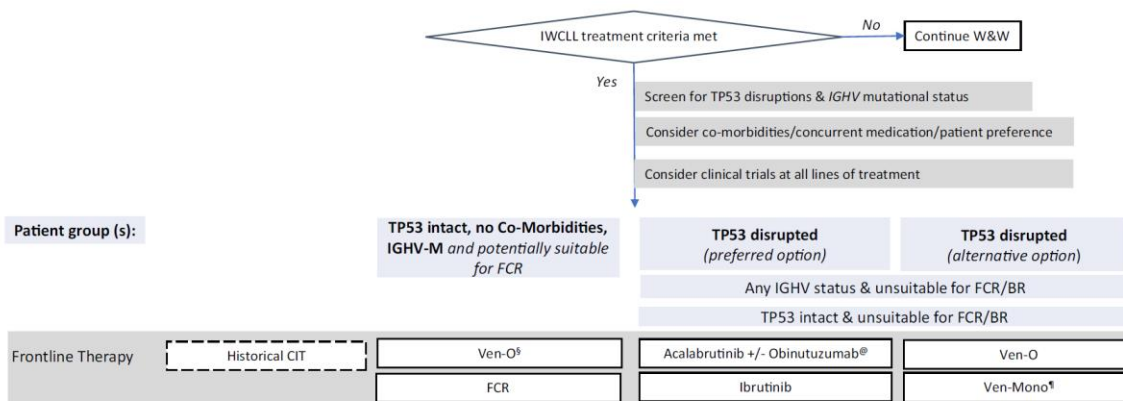 IWCLL treatment criteria met
No
Continue W&W
Yes
Screen for TP53 disruptions & IGHV mutational status
Consider co-morbidities/concurrent medication/patient preference
Consider clinical trials at all lines of treatment
Patient group (s):
TP53 intact, no Co-Morbidities,
IGHV-M and potentially suitable
for FCR
TP53 disrupted
(preferred option)
TP53 disrupted
(alternative option)
Any IGHV status & unsuitable for FCR/BR
TP53 intact & unsuitable for FCR/BR
Frontline Therapy
Historical CIT
Ven-O§
Acalabrutinib +/- Obinutuzumab@
Ven-O
FCR
Ibrutinib
Ven-Mono¶